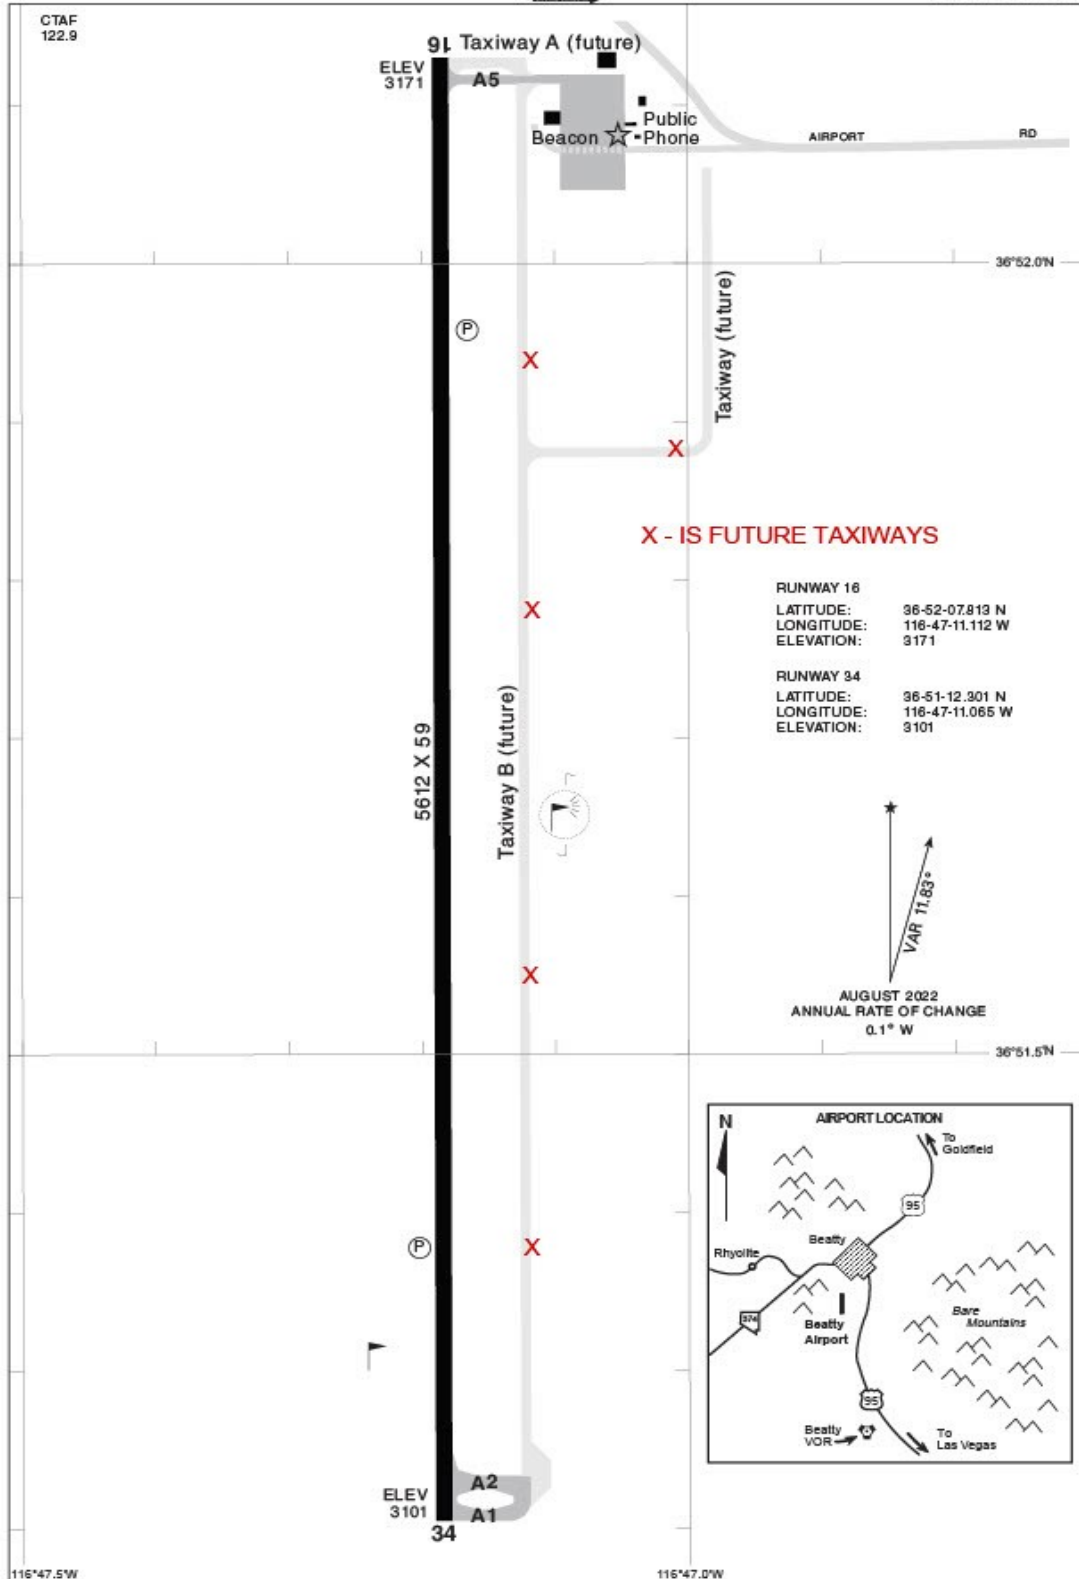 CTAF
122.9
16
Taxiway A (future)
ELEV
3171
A5
Public
Beacon
Phone
AIRPORT
RD
36°52.0'N
P
X
Taxiway (future)
X
X - IS FUTURE TAXIWAYS
RUNWAY 16
LATITUDE: 36-52-07.813 N
LONGITUDE: 116-47-11.112 W
ELEVATION: 3171
X
RUNWAY 34
LATITUDE: 36-51-12.301 N
LONGITUDE: 116-47-11.065 W
ELEVATION: 3101
5612 X 59
Taxiway B (future)
VAR 11.83°
X
AUGUST 2022
ANNUAL RATE OF CHANGE
0.1° W
36°51.5'N
AIRPORT LOCATION
N
To
Goldfield
95
Beatty
Rhyolite
P
X
374
Beatty
Airport
Bare
Mountains
95
Beatty
VOR
To
Las Vegas
A2
ELEV
3101
A1
34
116°47.5'W
116°47.0'W